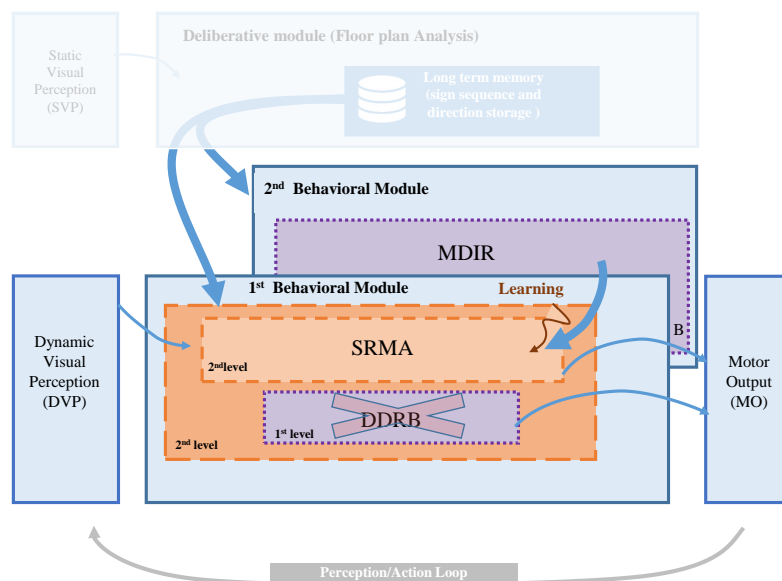 Static
Visual
Perception
(SVP)
Deliberative module (Floor plan Analysis)
Long term memory
(sign sequence and
direction storage )
2nd Behavioral Module
MDIR
B
1st Behavioral Module
Learning
SRMA
2nd level
DDRB
1st level
2nd level
Dynamic
Visual
Perception
(DVP)
Motor
Output
(MO)
Perception/Action Loop